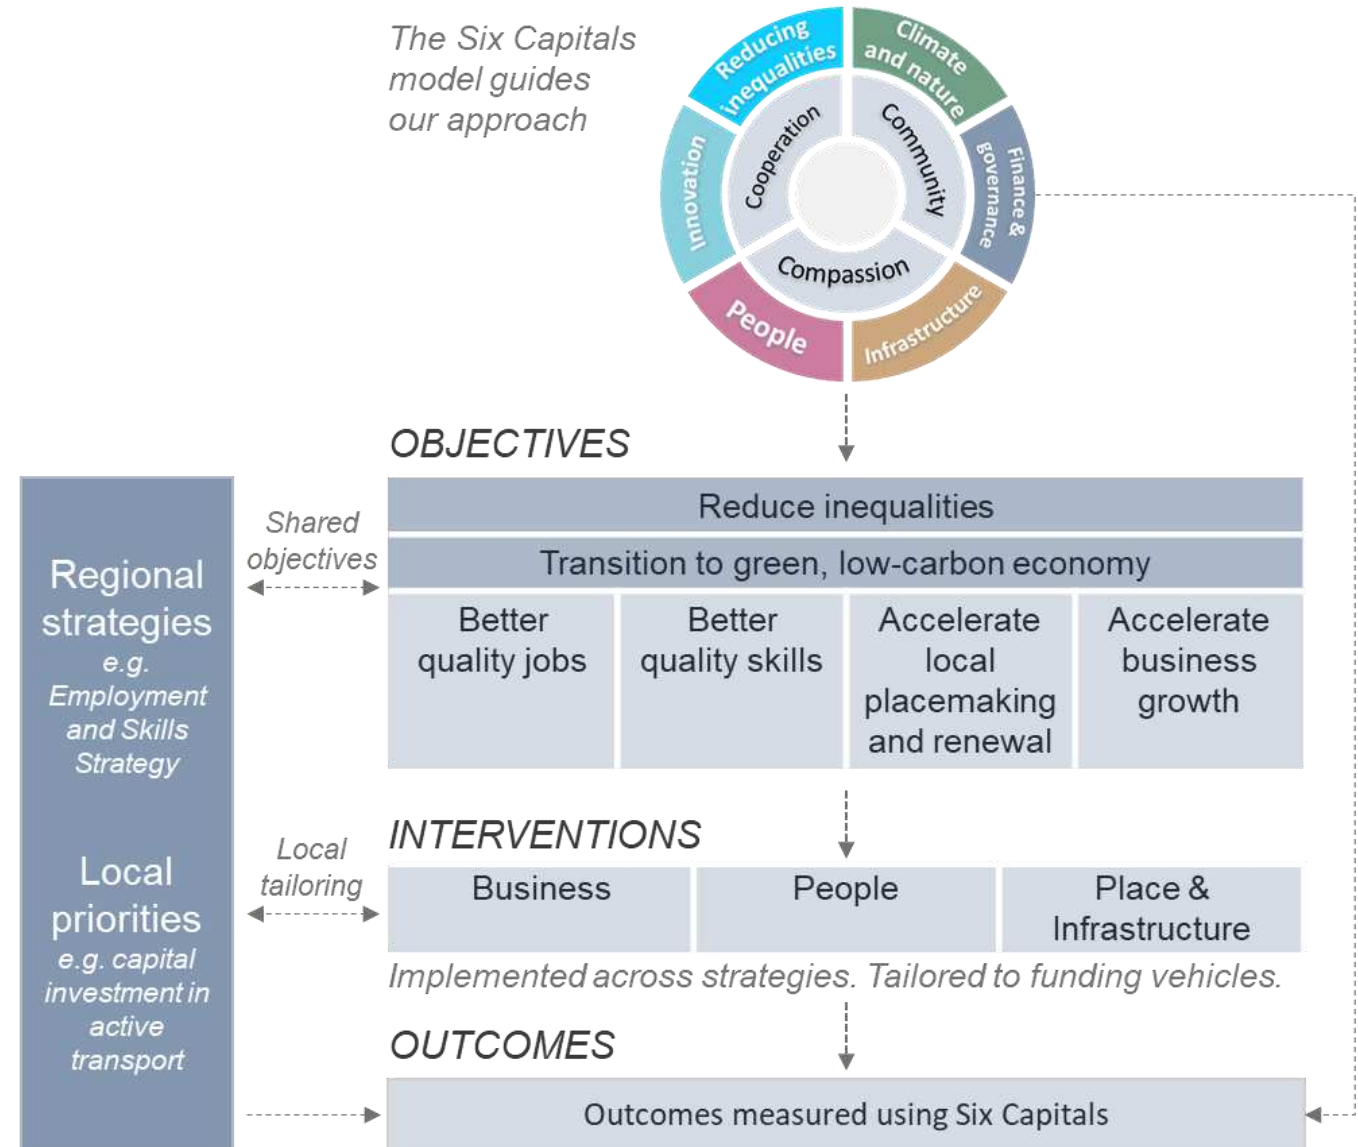 The Six Capitals
model guides
our approach
Reducing
inequalities
Climate
and nature
Finance &
governance
Infrastructure
People
Innovation
Cooperation
Community
Compassion
OBJECTIVES
Reduce inequalities
Transition to green, low-carbon economy
Better
quality jobs
Better
quality skills
Accelerate
local
placemaking
and renewal
Accelerate
business
growth
Shared
objectives
Regional
strategies
e.g.
Employment
and Skills
Strategy
Local
priorities
e.g. capital
investment in
active
transport
Local
tailoring
INTERVENTIONS
Business
People
Place &
Infrastructure
Implemented across strategies. Tailored to funding vehicles.
OUTCOMES
Outcomes measured using Six Capitals